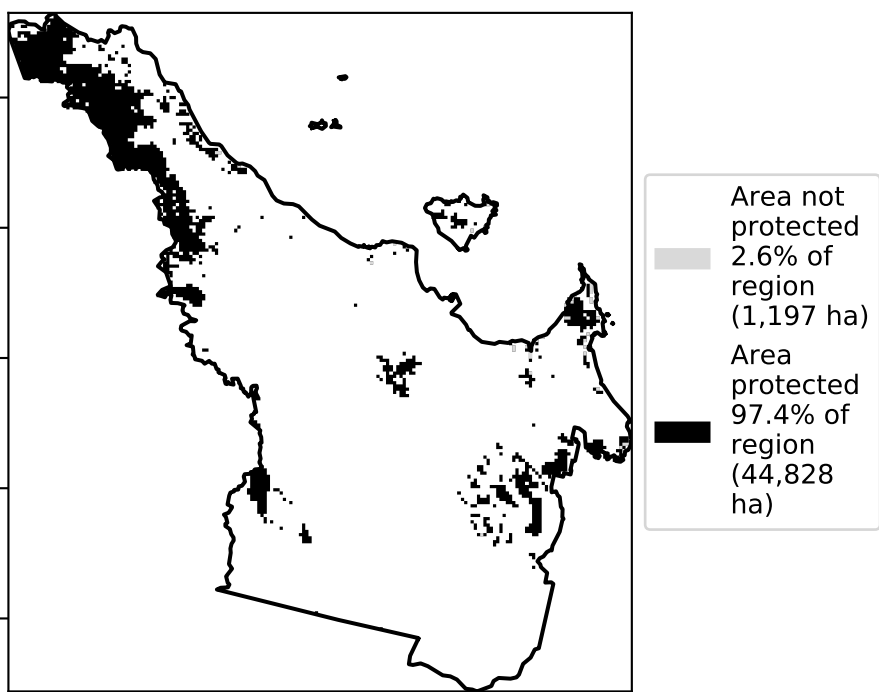 Area not
protected
2.6% of
region
(1,197 ha)
Area
protected
97.4% of
region
(44,828
ha)